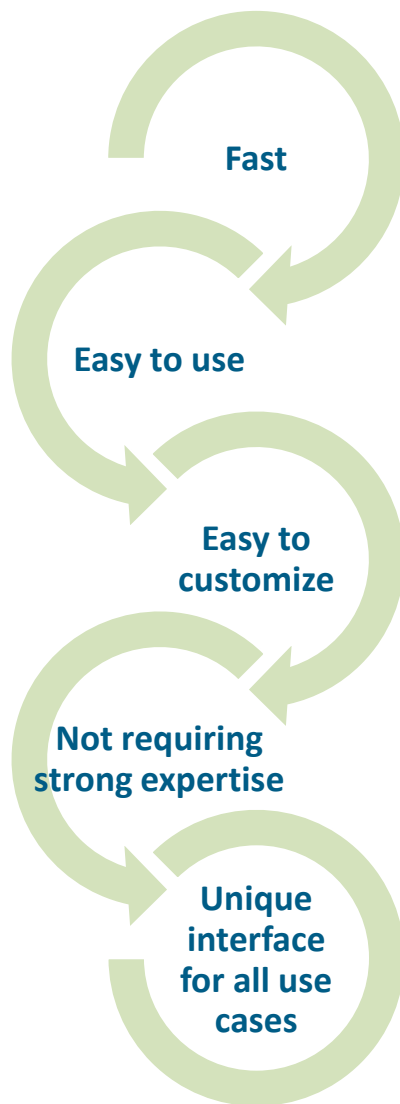 Fast
Easy to use
Easy to
customize
Not requiring
strong expertise
Unique
interface
for all use
cases